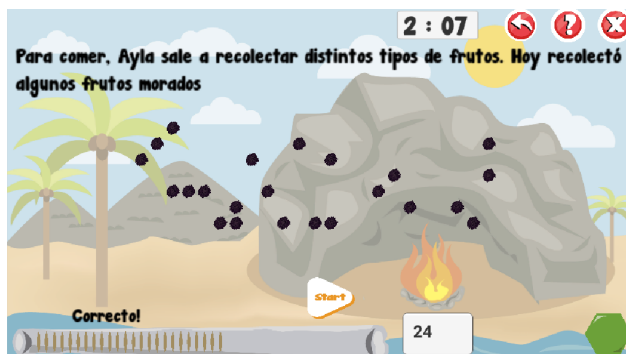 2 : 07
Para comer, Ayla sale a recolectar distintos tipos de frutos. Hoy recolectó
algunos frutos morados
Start
Correcto!
24